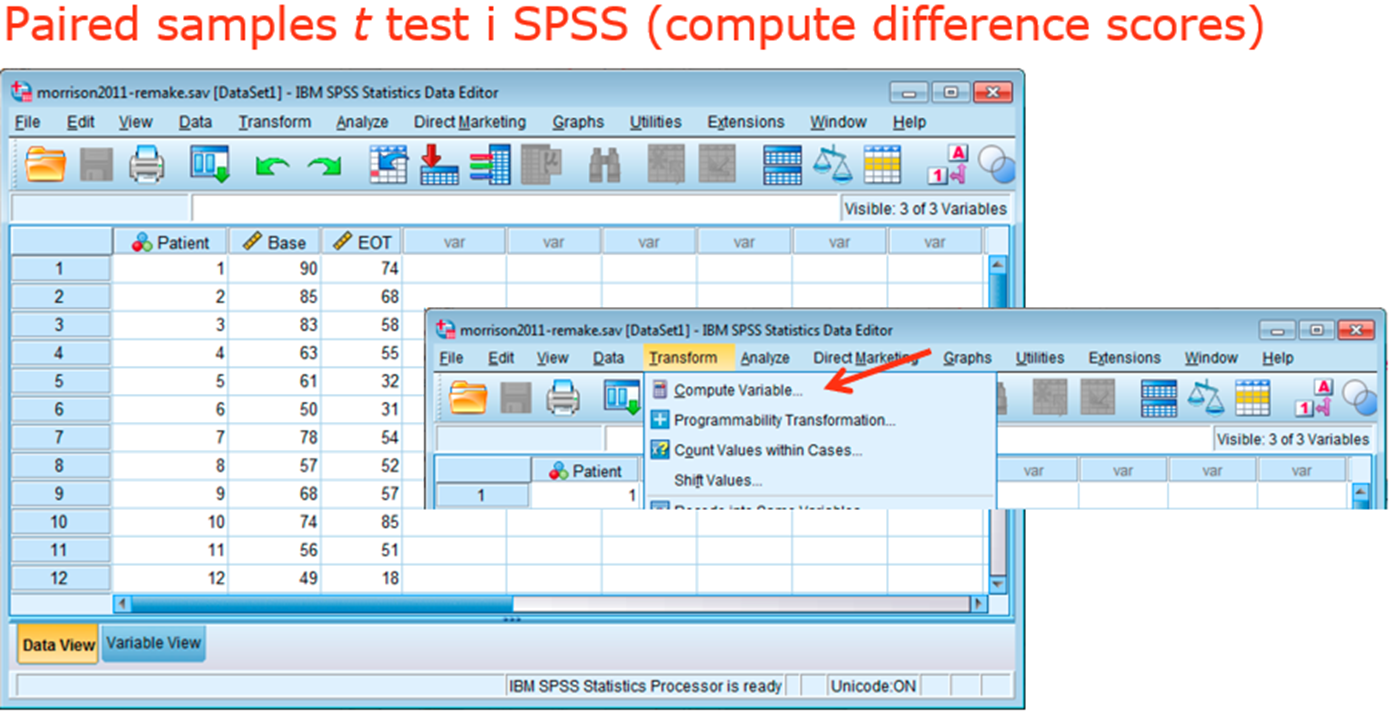 Paired samples t test i SPSS (compute difference scores)
morrison2011-remake.sav [DataSet1] - IBM SPSS Statistics Data Editor
File Edit View Data Transform Analyze Direct Marketing Graphs Utilities Extensions Window Help
A
1
Visible: 3 of 3 Variables
Patient Base EOT var var var var var var
1 1 90 74
2 2 85 68
3 3 83 58
4 4 63 55
5 5 61 32
6 6 50 31
7 7 78 54
8 8 57 52
9 9 68 57
10 10 74 85
11 11 56 51
12 12 49 18
Data View Variable View
IBM SPSS Statistics Processor is ready Unicode:ON
morrison2011-remake.sav [DataSet1] - IBM SPSS Statistics Data Editor
File Edit View Data Transform Analyze Direct Marketing Graphs Utilities Extensions Window Help
A
1
Compute Variable...
Programmability Transformation...
Count Values within Cases...
Shift Values...
Visible: 3 of 3 Variables
Patient var var var var
1 1